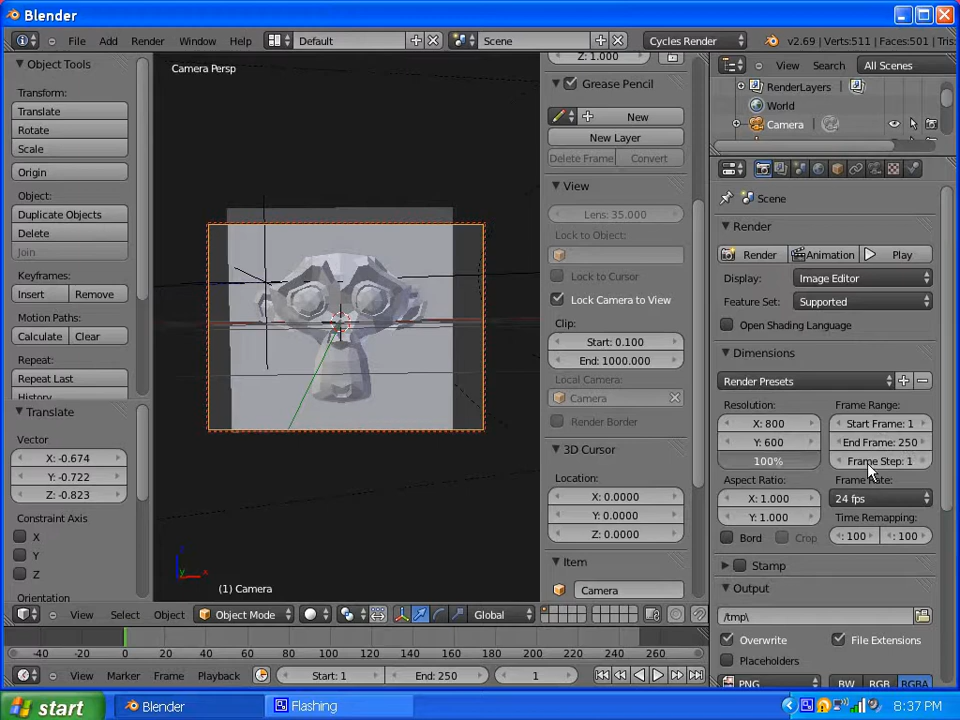 Blender
File Add Render Window Help Default Scene Cycles Render v2.69 | Verts:511 | Faces:501 | Tris:
Object Tools
Transform:
Translate
Rotate
Scale
Origin
Object:
Duplicate Objects
Delete
Join
Keyframes:
Insert Remove
Motion Paths:
Calculate Clear
Repeat:
Repeat Last
History...
Translate
Vector
X: -0.674
Y: -0.722
Z: -0.823
Constraint Axis
X
Y
Z
Orientation
Camera Persp
(1) Camera
Z: 1.000
Grease Pencil
New
New Layer
Delete Frame Convert
View
Lens: 35.000
Lock to Object:
Lock to Cursor
Lock Camera to View
Clip:
Start: 0.100
End: 1000.000
Local Camera:
Camera
Render Border
3D Cursor
Location:
X: 0.0000
Y: 0.0000
Z: 0.0000
Item
Camera
View Search All Scenes
RenderLayers
World
Camera
Scene
Render
Render Animation Play
Display: Image Editor
Feature Set: Supported
Open Shading Language
Dimensions
Render Presets
Resolution: Frame Range:
X: 800 Start Frame: 1
Y: 600 End Frame: 250
100% Frame Step: 1
Aspect Ratio: Frame Rate:
X: 1.000 24 fps
Y: 1.000 Time Remapping:
Bord Crop : 100 : 100
Stamp
Output
/tmp\
Overwrite File Extensions
Placeholders
PNG BW RGB RGBA
View Select Object Object Mode Global
-40 -20 0 20 40 60 80 100 120 140 160 180 200 220 240 260
View Marker Frame Playback Start: 1 End: 250 1
start Blender Flashing 8:37 PM